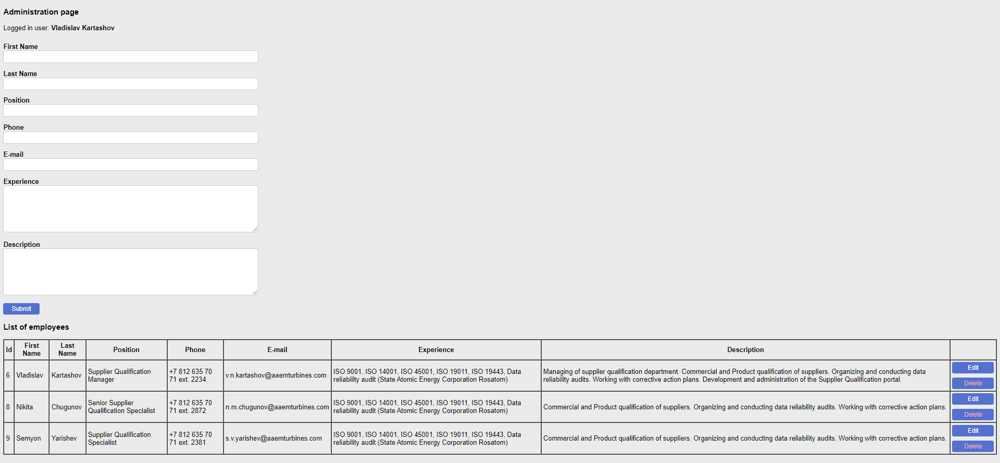 Administration page
Logged in user: Vladislav Kartashov
First Name
Last Name
Position
Phone
E-mail
Experience
Description
Submit
List of employees
Id First Name Last Name Position Phone E-mail Experience Description
6 Vladislav Kartashov Supplier Qualification Manager +7 812 635 70 71 ext. 2234 v.n.kartashov@aaemturbines.com ISO 9001, ISO 14001, ISO 45001, ISO 19011, ISO 19443, Data reliability audit (State Atomic Energy Corporation Rosatom) Managing of supplier qualification department. Commercial and Product qualification of suppliers. Organizing and conducting data reliability audits. Working with corrective action plans. Development and administration of the Supplier Qualification portal. Edit Delete
8 Nikita Chugunov Senior Supplier Qualification Specialist +7 812 635 70 71 ext. 2872 n.m.chugunov@aaemturbines.com ISO 9001, ISO 14001, ISO 45001, ISO 19011, ISO 19443, Data reliability audit (State Atomic Energy Corporation Rosatom) Commercial and Product qualification of suppliers. Organizing and conducting data reliability audits. Working with corrective action plans. Edit Delete
9 Semyon Yarishev Supplier Qualification Specialist +7 812 635 70 71 ext. 2381 s.v.yarishev@aaemturbines.com ISO 9001, ISO 14001, ISO 45001, ISO 19011, ISO 19443, Data reliability audit (State Atomic Energy Corporation Rosatom) Commercial and Product qualification of suppliers. Organizing and conducting data reliability audits. Working with corrective action plans. Edit Delete